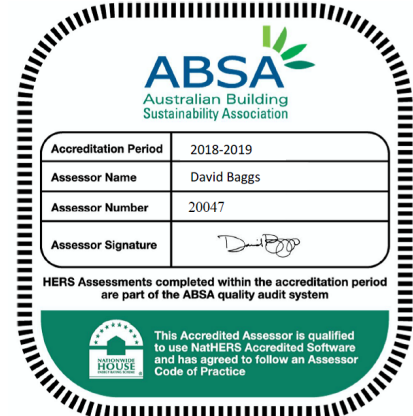 ABSA
Australian Building
Sustainability Association
Accreditation Period 2018-2019
Assessor Name David Baggs
Assessor Number 20047
Assessor Signature David Baggs
HERS Assessments completed within the accreditation period
are part of the ABSA quality audit system
This Accredited Assessor is qualified
to use NatHERS Accredited Software
and has agreed to follow an Assessor
Code of Practice
NATIONWIDE
HOUSE
ENERGY RATING SCHEME